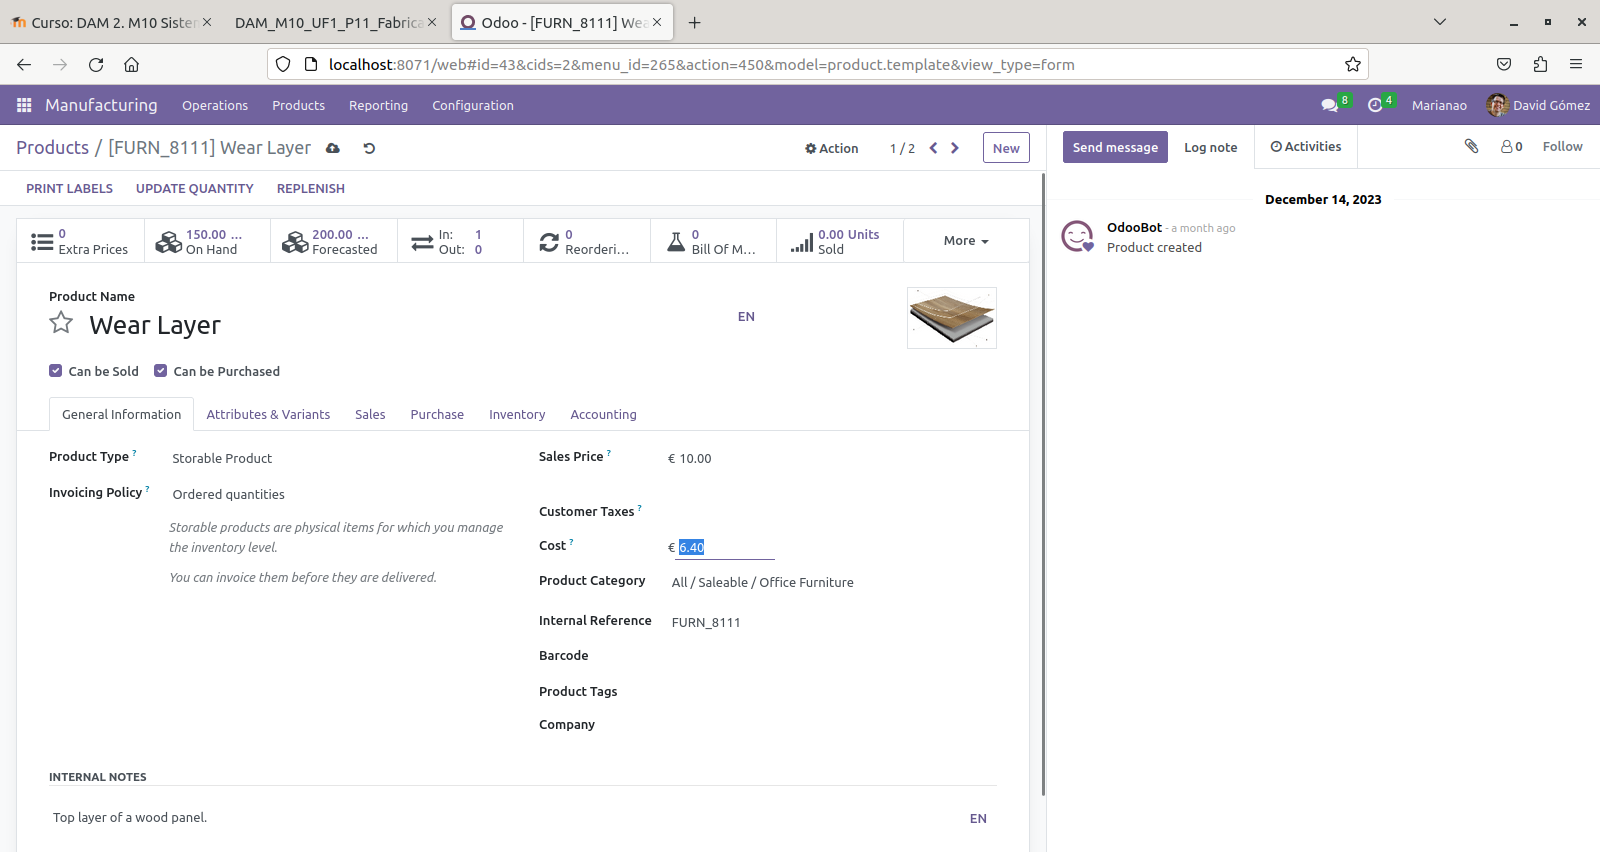 Curso: DAM 2. M10 Sister
DAM_M10_UF1_P11_Fabrica
Odoo - [FURN_8111] Wea
localhost:8071/web#id=43&cids=2&menu_id=265&action=450&model=product.template&view_type=form
Manufacturing Operations Products Reporting Configuration
8 4 Marianao David Gómez
Products / [FURN_8111] Wear Layer
Action 1 / 2 New
Send message Log note Activities 0 Follow
PRINT LABELS UPDATE QUANTITY REPLENISH
0 Extra Prices
150.00 ... On Hand
200.00 ... Forecasted
In: 1
Out: 0
0 Reorderi...
0 Bill Of M...
0.00 Units Sold
More
December 14, 2023
OdooBot - a month ago
Product created
Product Name
Wear Layer
EN
Can be Sold Can be Purchased
General Information Attributes & Variants Sales Purchase Inventory Accounting
Product Type ? Storable Product
Invoicing Policy ? Ordered quantities
Storable products are physical items for which you manage
the inventory level.
You can invoice them before they are delivered.
Sales Price ? € 10.00
Customer Taxes ?
Cost ? € 6.40
Product Category All / Saleable / Office Furniture
Internal Reference FURN_8111
Barcode
Product Tags
Company
INTERNAL NOTES
Top layer of a wood panel.
EN